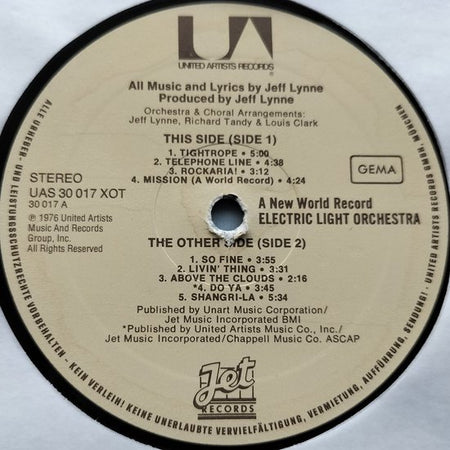 UA
UNITED ARTISTS RECORDS
All Music and Lyrics by Jeff Lynne
Produced by Jeff Lynne
Orchestra & Choral Arrangements:
Jeff Lynne, Richard Tandy & Louis Clark
THIS SIDE (SIDE 1)
1. TIGHTROPE • 5:00
2. TELEPHONE LINE • 4:38
3. ROCKARIA! • 3:12
4. MISSION (A World Record) • 4:24
STEREO
UAS 30 017 XOT
30 017 A
℗ 1976 United Artists
Music And Records
Group, Inc.
All Rights Reserved
GEMA
A New World Record
ELECTRIC LIGHT ORCHESTRA
THE OTHER SIDE (SIDE 2)
1. SO FINE • 3:55
2. LIVIN' THING • 3:31
3. ABOVE THE CLOUDS • 2:16
*4. DO YA • 3:45
5. SHANGRI-LA • 5:34
Published by Unart Music Corporation/
Jet Music Incorporated BMI
*Published by United Artists Music Co., Inc./
Jet Music Incorporated/Chappell Music Co. ASCAP
Jet
RECORDS
ALLE URHEBER- UND LEISTUNGSSCHUTZRECHTE VORBEHALTEN - KEIN VERLEIH! KEINE UNERLAUBTE VERVIELFÄLTIGUNG, VERMIETUNG, AUFFÜHRUNG, SENDUNG! · UNITED ARTISTS RECORDS GMBH, MÜNCHEN